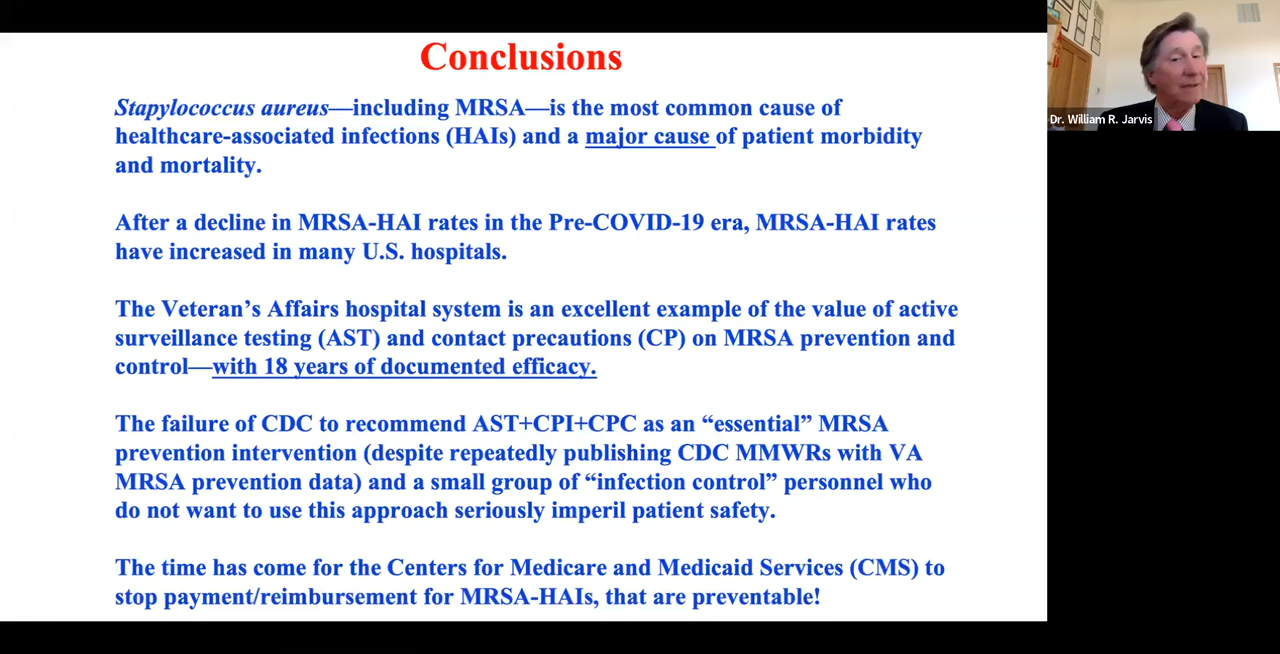 Conclusions
Stapylococcus aureus—including MRSA—is the most common cause of
healthcare-associated infections (HAIs) and a major cause of patient morbidity
and mortality.
After a decline in MRSA-HAI rates in the Pre-COVID-19 era, MRSA-HAI rates
have increased in many U.S. hospitals.
The Veteran’s Affairs hospital system is an excellent example of the value of active
surveillance testing (AST) and contact precautions (CP) on MRSA prevention and
control—with 18 years of documented efficacy.
The failure of CDC to recommend AST+CPI+CPC as an “essential” MRSA
prevention intervention (despite repeatedly publishing CDC MMWRs with VA
MRSA prevention data) and a small group of “infection control” personnel who
do not want to use this approach seriously imperil patient safety.
The time has come for the Centers for Medicare and Medicaid Services (CMS) to
stop payment/reimbursement for MRSA-HAIs, that are preventable!
Dr. William R. Jarvis